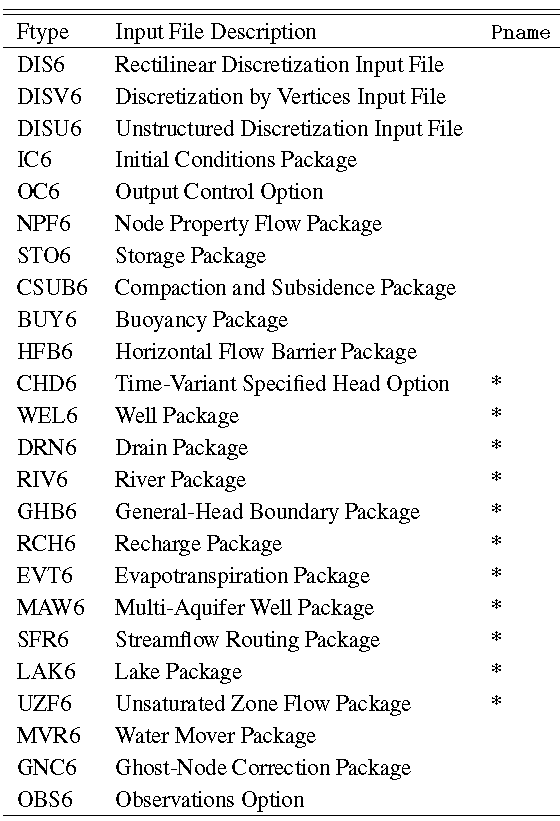 Ftype Input File Description Pname
DIS6 Rectilinear Discretization Input File
DISV6 Discretization by Vertices Input File
DISU6 Unstructured Discretization Input File
IC6 Initial Conditions Package
OC6 Output Control Option
NPF6 Node Property Flow Package
STO6 Storage Package
CSUB6 Compaction and Subsidence Package
BUY6 Buoyancy Package
HFB6 Horizontal Flow Barrier Package
CHD6 Time-Variant Specified Head Option *
WEL6 Well Package *
DRN6 Drain Package *
RIV6 River Package *
GHB6 General-Head Boundary Package *
RCH6 Recharge Package *
EVT6 Evapotranspiration Package *
MAW6 Multi-Aquifer Well Package *
SFR6 Streamflow Routing Package *
LAK6 Lake Package *
UZF6 Unsaturated Zone Flow Package *
MVR6 Water Mover Package
GNC6 Ghost-Node Correction Package
OBS6 Observations Option